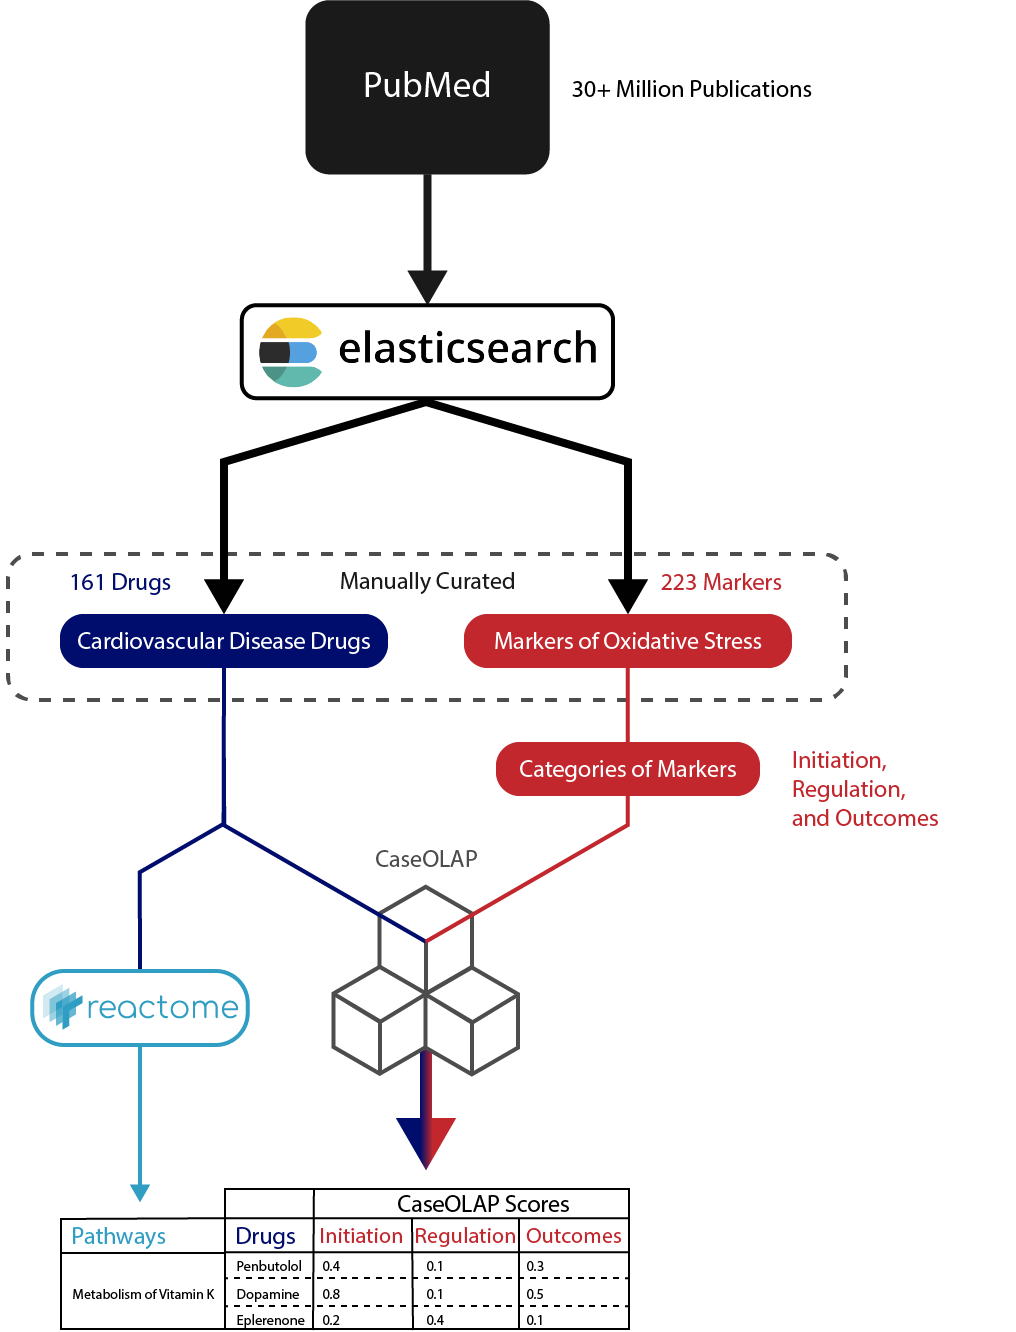 PubMed
30+ Million Publications
elasticsearch
161 Drugs
Manually Curated
223 Markers
Cardiovascular Disease Drugs
Markers of Oxidative Stress
Categories of Markers
Initiation,
Regulation,
and Outcomes
CaseOLAP
reactome
CaseOLAP Scores
Pathways Drugs Initiation Regulation Outcomes
Penbutolol 0.4 0.1 0.3
Metabolism of Vitamin K Dopamine 0.8 0.1 0.5
Eplerenone 0.2 0.4 0.1